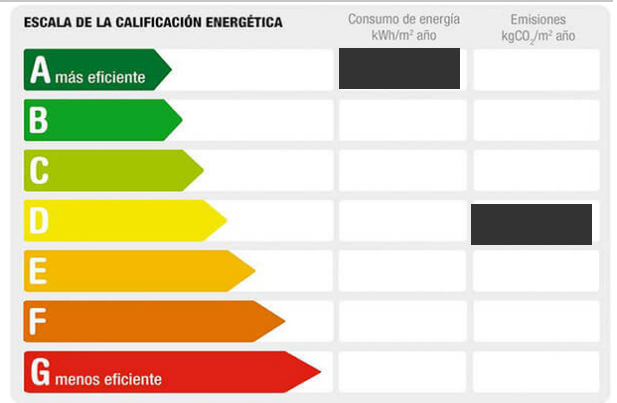 ESCALA DE LA CALIFICACIÓN ENERGÉTICA
Consumo de energía
kWh/m² año
Emisiones
kgCO₂/m² año
A más eficiente
B
C
D
E
F
G menos eficiente